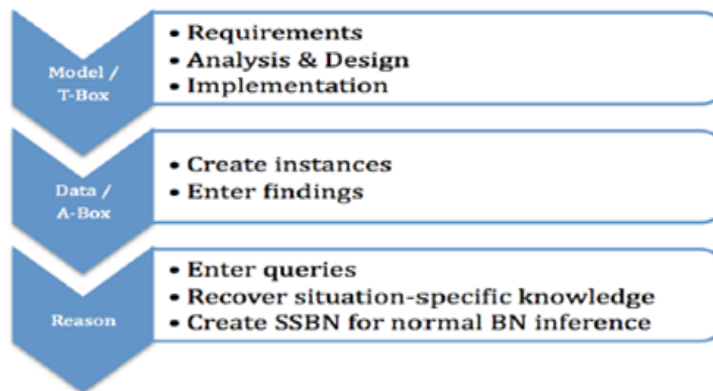 Model /
T-Box
• Requirements
• Analysis & Design
• Implementation
Data /
A-Box
• Create instances
• Enter findings
Reason
• Enter queries
• Recover situation-specific knowledge
• Create SSBN for normal BN inference